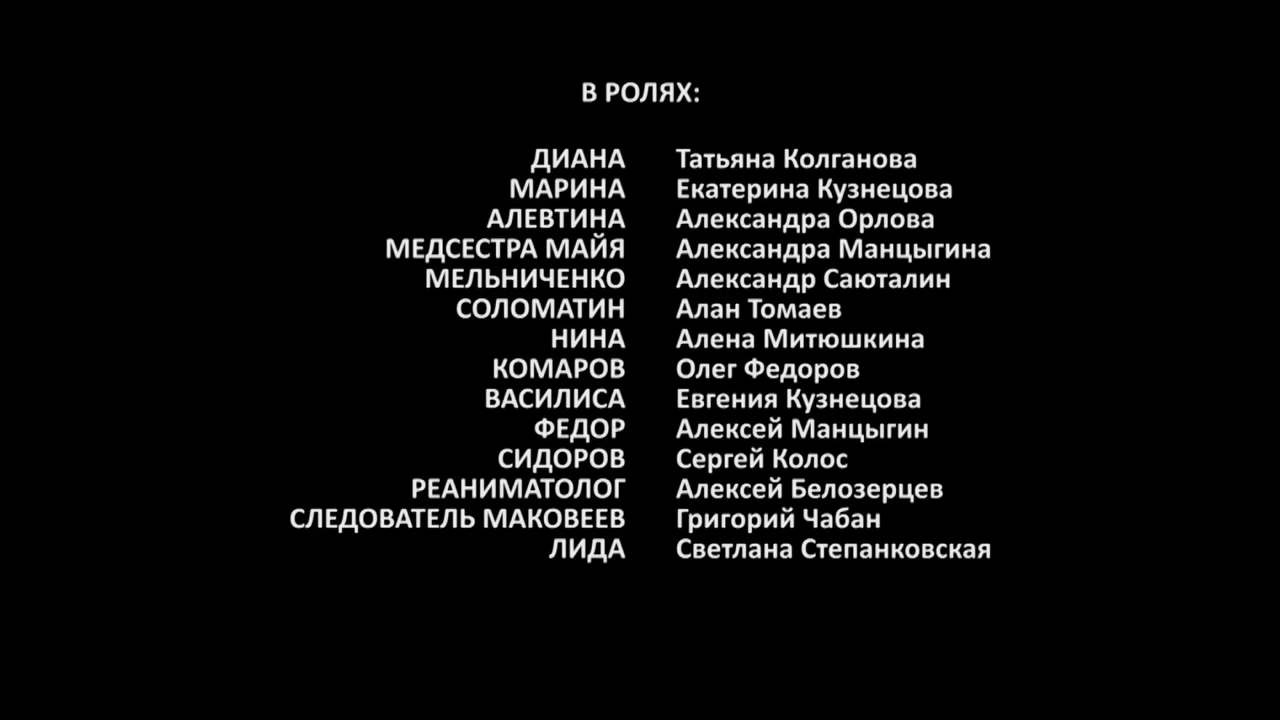 В РОЛЯХ:
ДИАНА Татьяна Колганова
МАРИНА Екатерина Кузнецова
АЛЕВТИНА Александра Орлова
МЕДСЕСТРА МАЙЯ Александра Манцыгина
МЕЛЬНИЧЕНКО Александр Саюталин
СОЛОМАТИН Алан Томаев
НИНА Алена Митюшкина
КОМАРОВ Олег Федоров
ВАСИЛИСА Евгения Кузнецова
ФЕДОР Алексей Манцыгин
СИДОРОВ Сергей Колос
РЕАНИМАТОЛОГ Алексей Белозерцев
СЛЕДОВАТЕЛЬ МАКОВЕЕВ Григорий Чабан
ЛИДА Светлана Степанковская